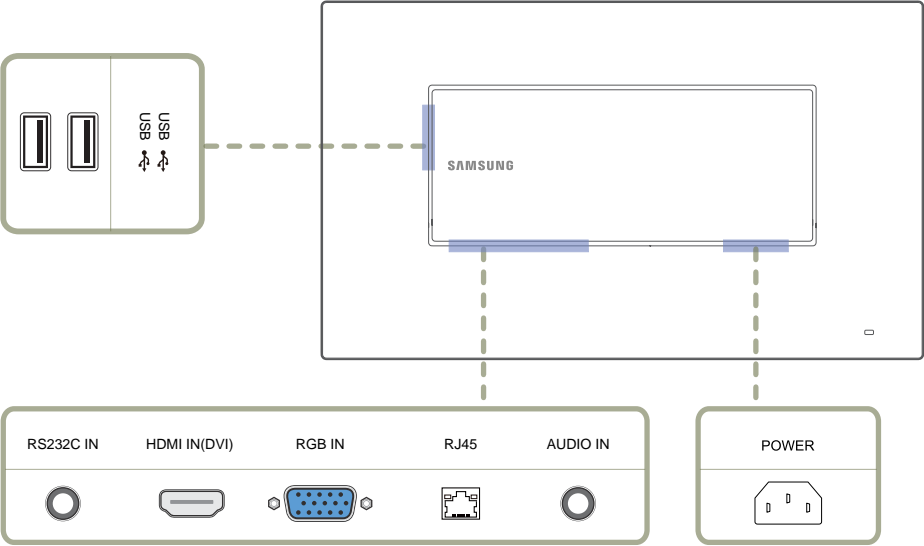 USB
USB
SAMSUNG
RS232C IN
HDMI IN(DVI)
RGB IN
RJ45
AUDIO IN
POWER